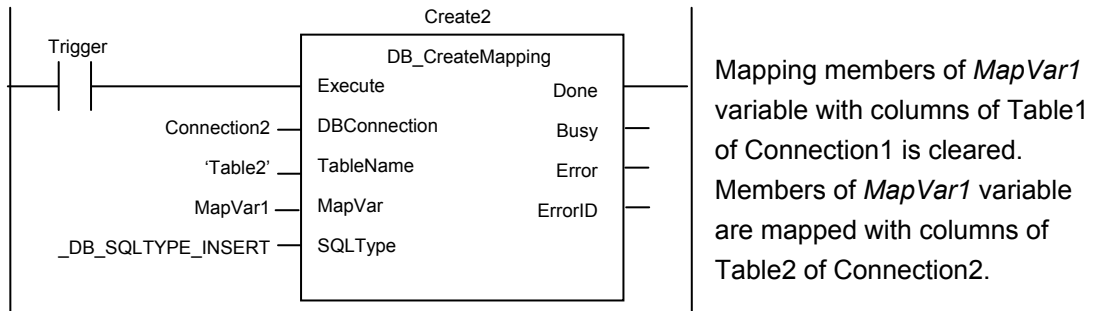 Create2
Trigger
DB_CreateMapping
Execute
Done
Connection2
DBConnection
Busy
‘Table2’
TableName
Error
MapVar1
MapVar
ErrorID
_DB_SQLTYPE_INSERT
SQLType
Mapping members of MapVar1
variable with columns of Table1
of Connection1 is cleared.
Members of MapVar1 variable
are mapped with columns of
Table2 of Connection2.